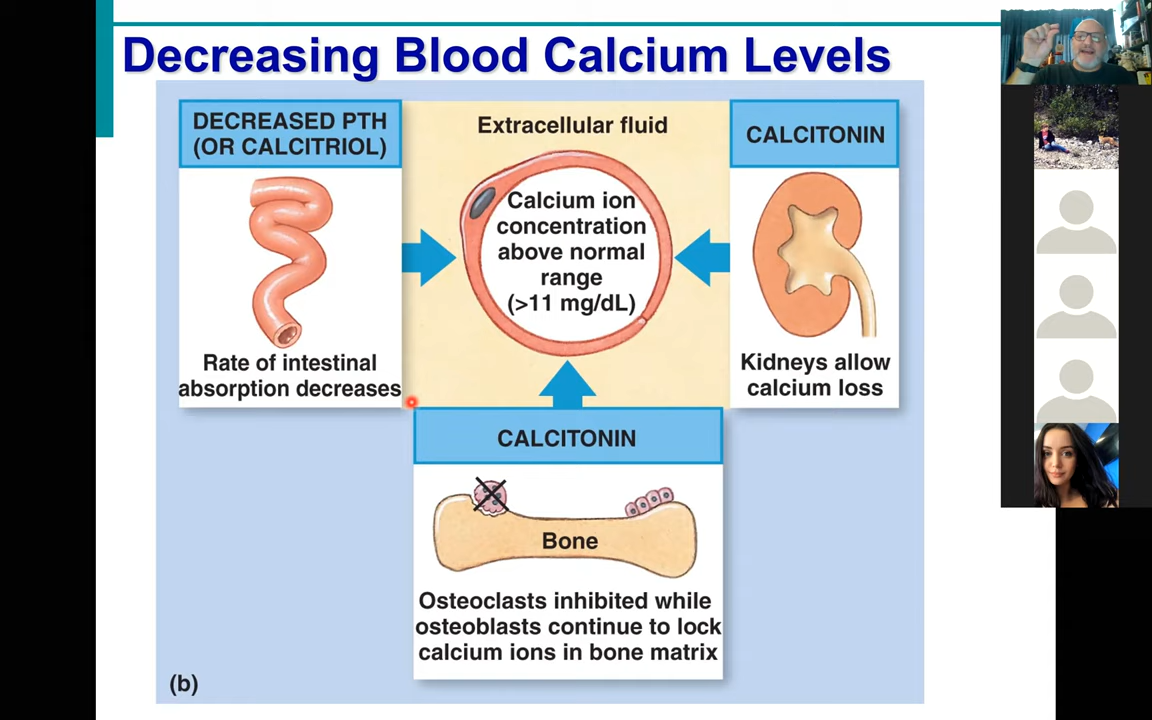 Decreasing Blood Calcium Levels
DECREASED PTH
(OR CALCITRIOL)
Rate of intestinal
absorption decreases
Extracellular fluid
Calcium ion
concentration
above normal
range
(>11 mg/dL)
CALCITONIN
Kidneys allow
calcium loss
CALCITONIN
Bone
Osteoclasts inhibited while
osteoblasts continue to lock
calcium ions in bone matrix
(b)